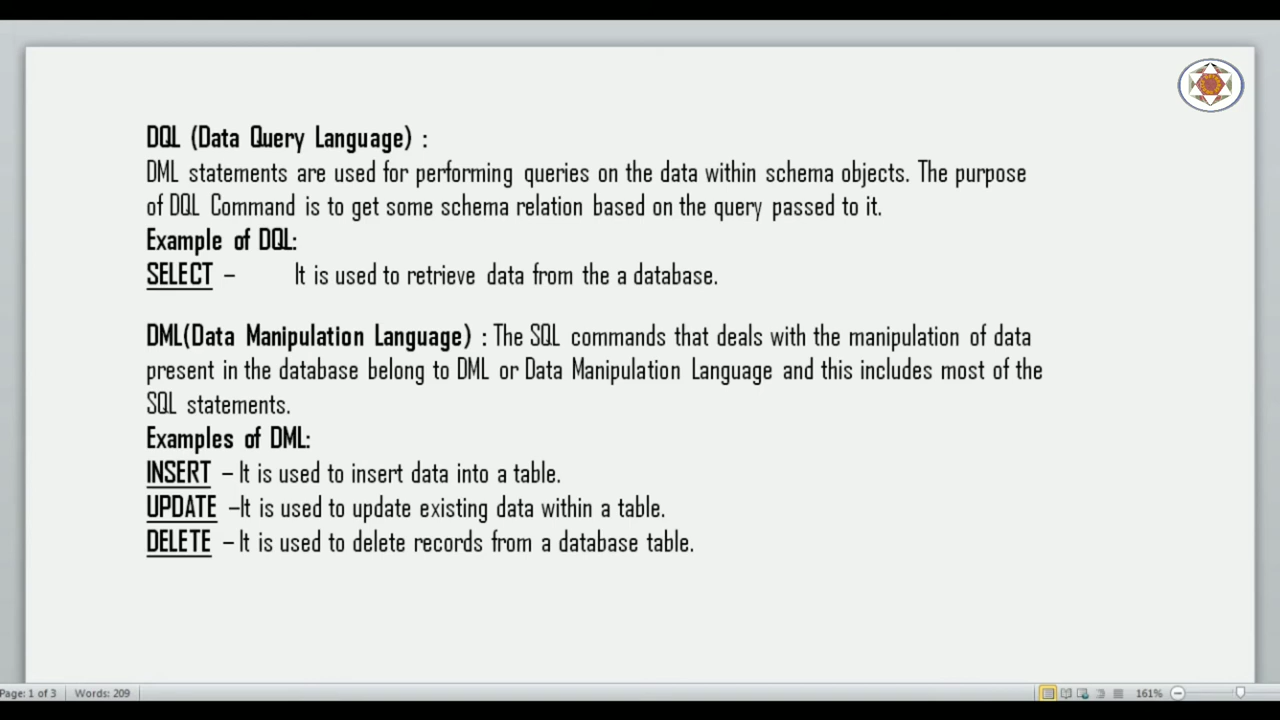 DQL (Data Query Language) :
DML statements are used for performing queries on the data within schema objects. The purpose
of DQL Command is to get some schema relation based on the query passed to it.
Example of DQL:
SELECT – It is used to retrieve data from the a database.
DML(Data Manipulation Language) : The SQL commands that deals with the manipulation of data
present in the database belong to DML or Data Manipulation Language and this includes most of the
SQL statements.
Examples of DML:
INSERT – It is used to insert data into a table.
UPDATE –It is used to update existing data within a table.
DELETE – It is used to delete records from a database table.
Page: 1 of 3 Words: 209 161%